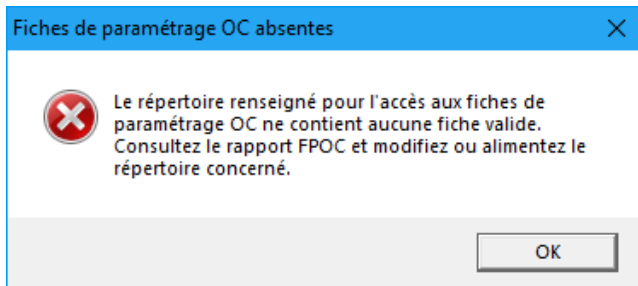 Fiches de paramétrage OC absentes
Le répertoire renseigné pour l'accès aux fiches de
paramétrage OC ne contient aucune fiche valide.
Consultez le rapport FPOC et modifiez ou alimentez le
répertoire concerné.
OK